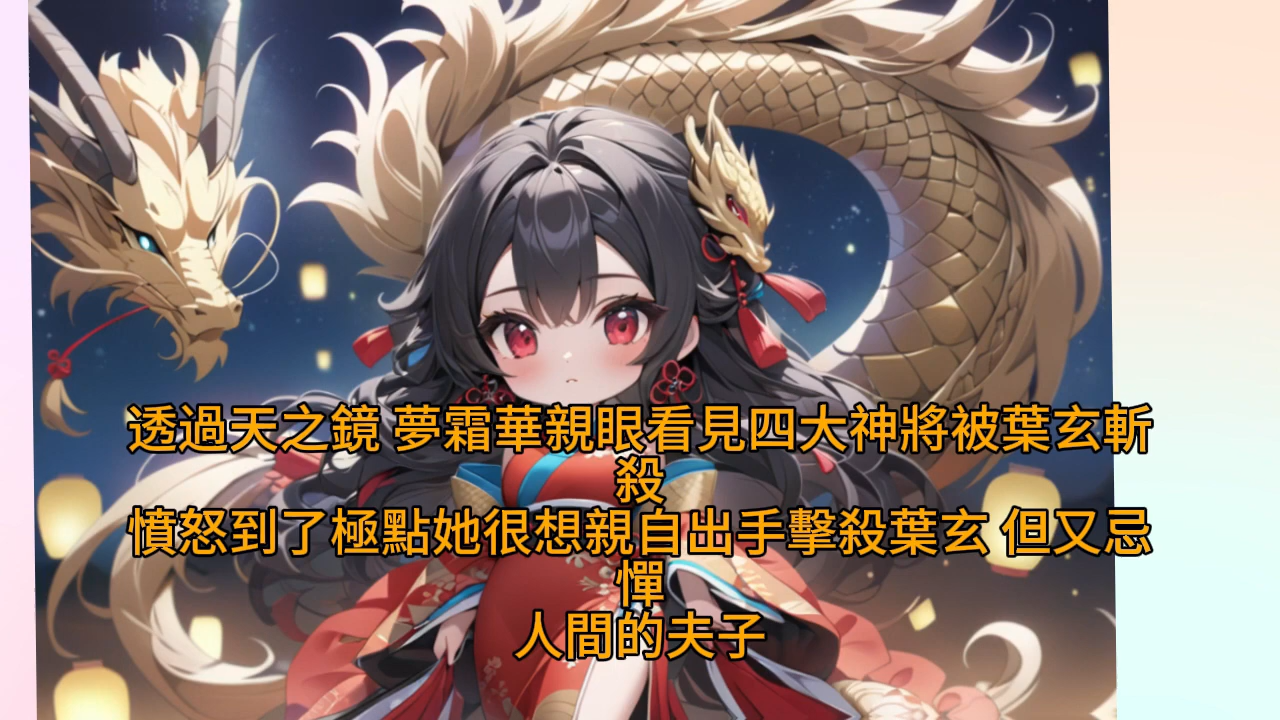 透過天之鏡 夢霜華親眼看見四大神將被葉玄斬
殺
憤怒到了極點她很想親自出手擊殺葉玄 但又忌
憚
人間的夫子